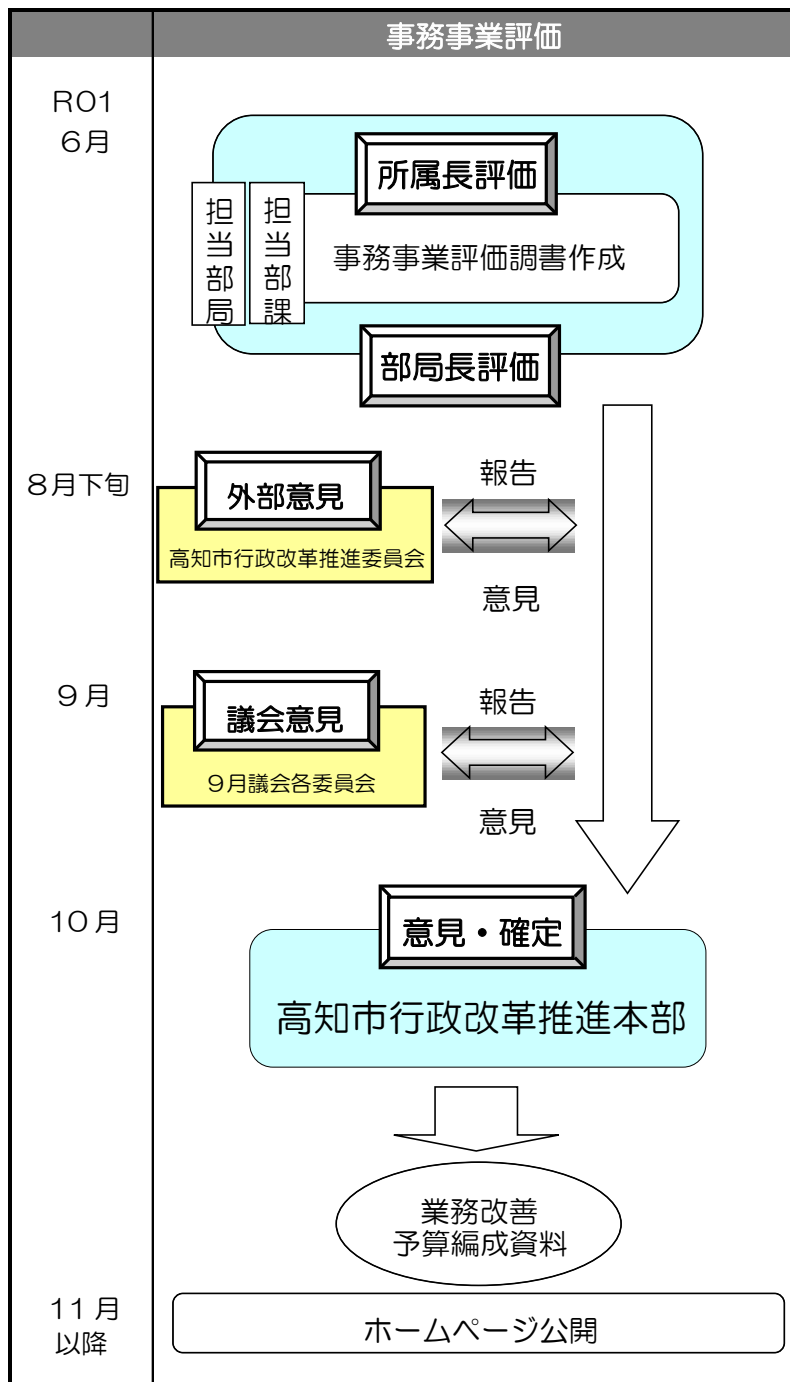 事務事業評価
R01
6月
所属長評価
担当部局
担当部課
事務事業評価調書作成
部局長評価
8月下旬
外部意見
高知市行政改革推進委員会
報告
意見
9月
議会意見
9月議会各委員会
報告
意見
10月
意見・確定
高知市行政改革推進本部
業務改善
予算編成資料
11月
以降
ホームページ公開